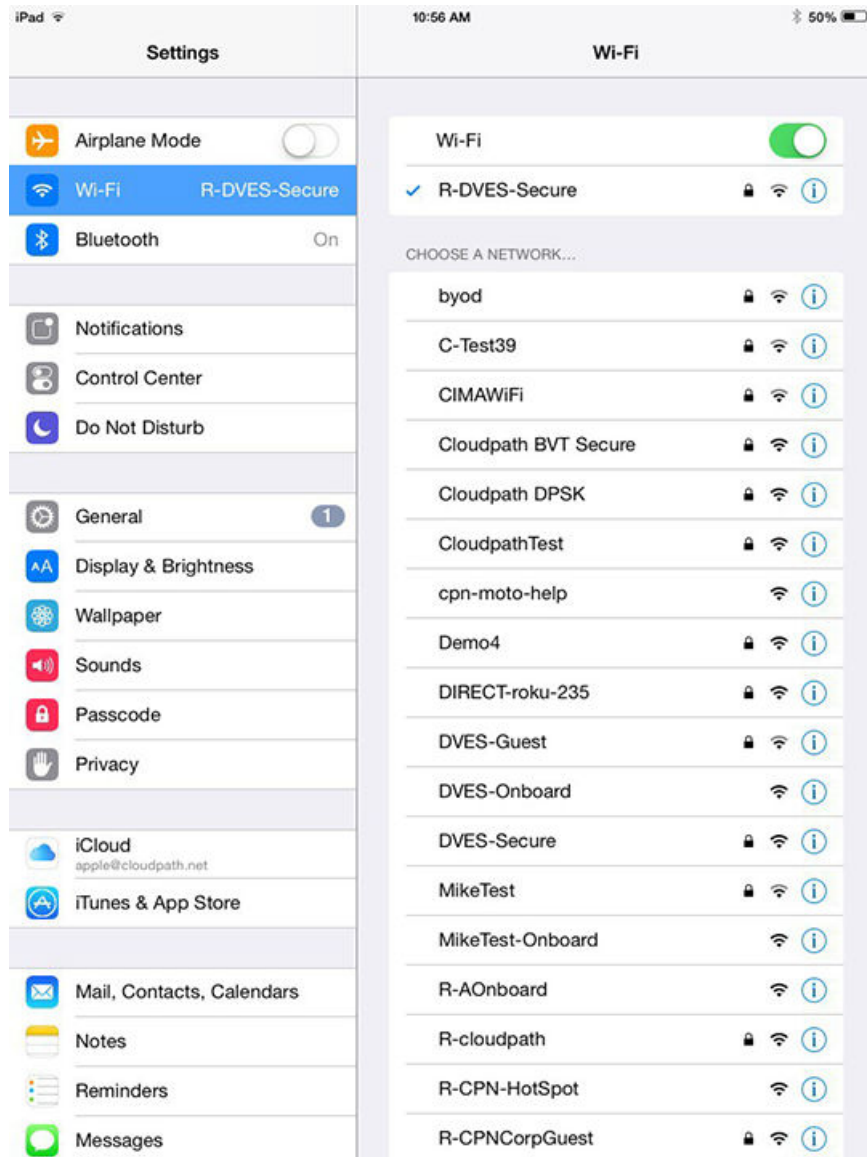 iPad
10:56 AM
50%
Settings
Airplane Mode
Wi-Fi R-DVES-Secure
Bluetooth On
Notifications
Control Center
Do Not Disturb
General 1
AA Display & Brightness
Wallpaper
Sounds
Passcode
Privacy
iCloud
apple@cloudpath.net
iTunes & App Store
Mail, Contacts, Calendars
Notes
Reminders
Messages
Wi-Fi
Wi-Fi
R-DVES-Secure
CHOOSE A NETWORK...
byod
C-Test39
CIMAWiFi
Cloudpath BVT Secure
Cloudpath DPSK
CloudpathTest
cpn-moto-help
Demo4
DIRECT-roku-235
DVES-Guest
DVES-Onboard
DVES-Secure
MikeTest
MikeTest-Onboard
R-AOnboard
R-cloudpath
R-CPN-HotSpot
R-CPNCorpGuest